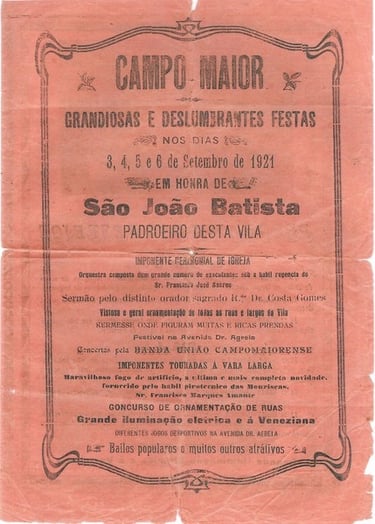 CAMPO MAIOR
GRANDIOSAS E DESLUMBRANTES FESTAS
NOS DIAS
3, 4, 5 e 6 de Setembro de 1921
EM HONRA DE
São João Batista
PADROEIRO DESTA VILA
IMPONENTE CERIMONIAL DE IGREJA
Orquestra composta dum grande numero de executantes sob a habil regencia do
Sr. Francisco José
Sermão pelo distinto orador sagrado R.mo Dr. Costa Gomes
Vistosa e geral ornamentação de todas as ruas e largos da Vila
KERMESSE ONDE FIGURAM MUITAS E RICAS PRENDAS
Festival na Avenida Dr. Agrela
Concertos pela BANDA UNIÃO CAMPOMAIORENSE
IMPONENTES TOURADAS Á VARA LARGA
Maravilhoso fogo de artificio, a ultima e mais completa novidade,
fornecido pelo habil pirotecnico das Mouriscas,
Sr. Francisco Marques Amante
CONCURSO DE ORNAMENTAÇÃO DE RUAS
Grande iluminação eletrica e á Veneziana
DIFERENTES JOGOS DESPORTIVOS NA AVENIDA DR. AGRELA
Bailos populares e muitos outros atrátivos